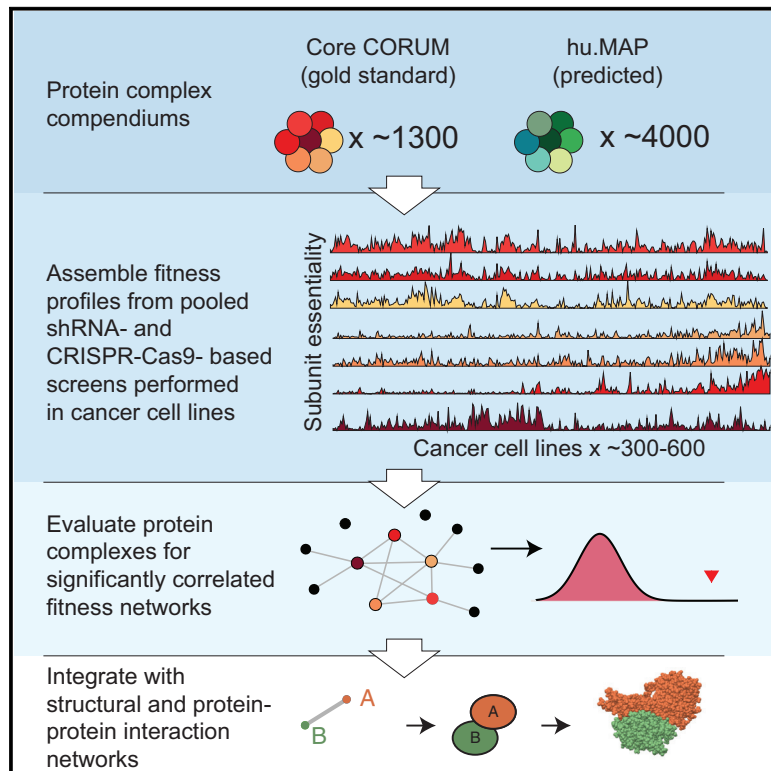 Core CORUM
(gold standard)
hu.MAP
(predicted)
Protein complex
compendiums
x ~1300
x ~4000
Assemble fitness
profiles from pooled
shRNA- and
CRISPR-Cas9- based
screens performed
in cancer cell lines
Subunit essentiality
Cancer cell lines x ~300-600
Evaluate protein
complexes for
significantly correlated
fitness networks
Integrate with
structural and protein-
protein interaction
networks
A
B
A
B